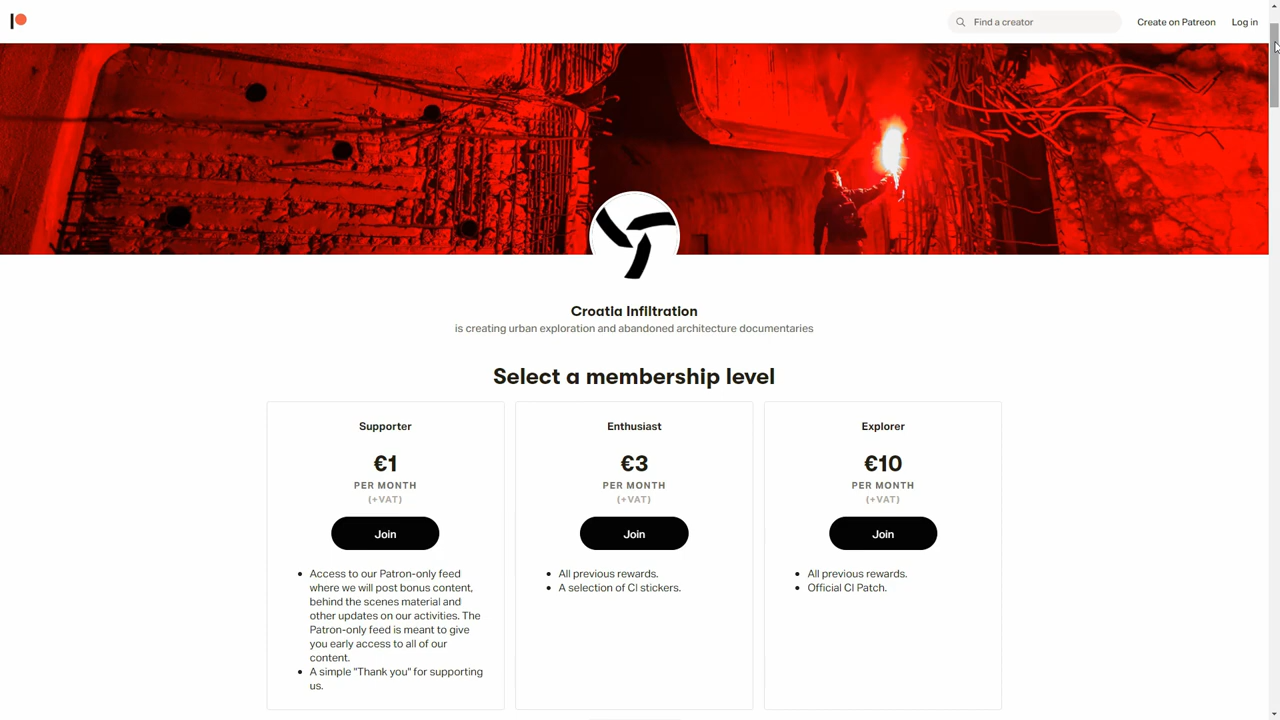 Find a creator
Create on Patreon
Log in
Croatia Infiltration
is creating urban exploration and abandoned architecture documentaries
Select a membership level
Supporter
€1
PER MONTH
(+VAT)
Join
Access to our Patron-only feed
where we will post bonus content,
behind the scenes material and
other updates on our activities. The
Patron-only feed is meant to give
you early access to all of our
content.
A simple "Thank you" for supporting
us.
Enthusiast
€3
PER MONTH
(+VAT)
Join
All previous rewards.
A selection of CI stickers.
Explorer
€10
PER MONTH
(+VAT)
Join
All previous rewards.
Official CI Patch.